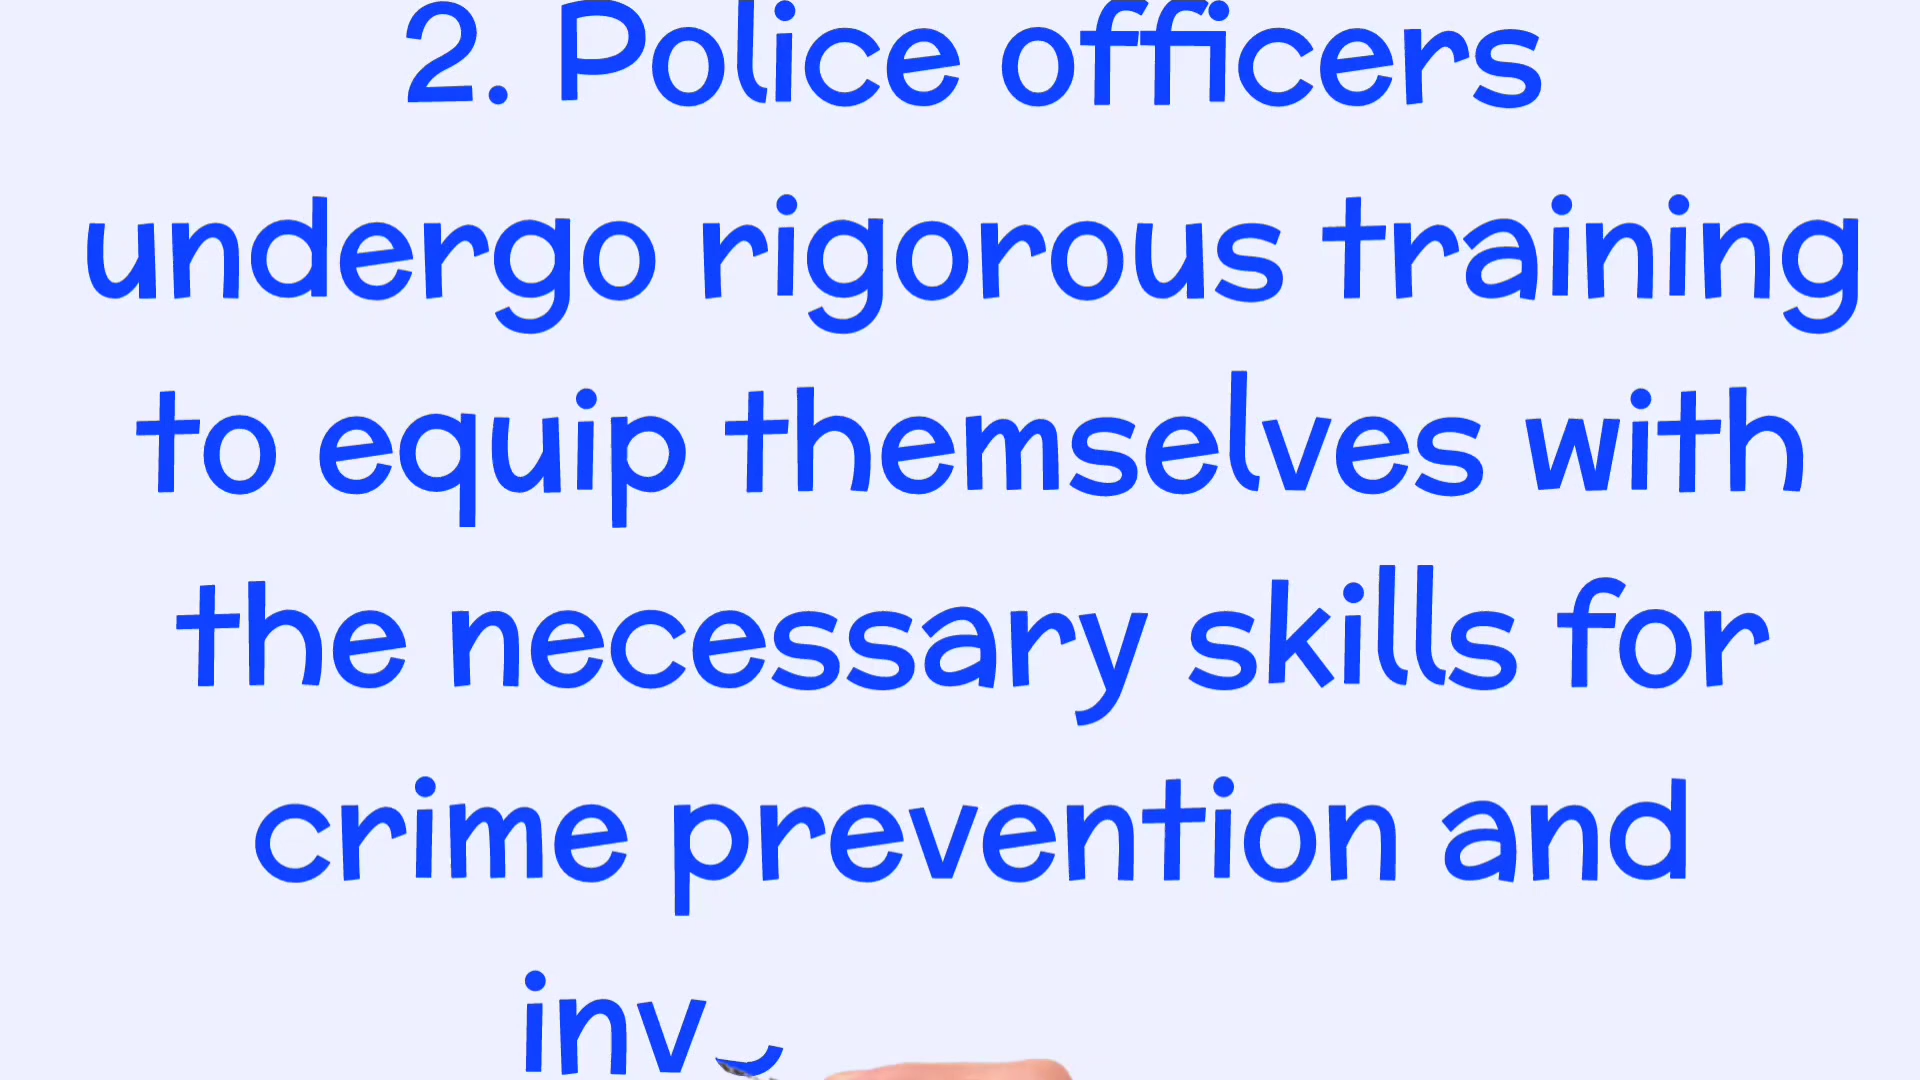 2. Police officers
undergo rigorous training
to equip themselves with
the necessary skills for
crime prevention and
inv